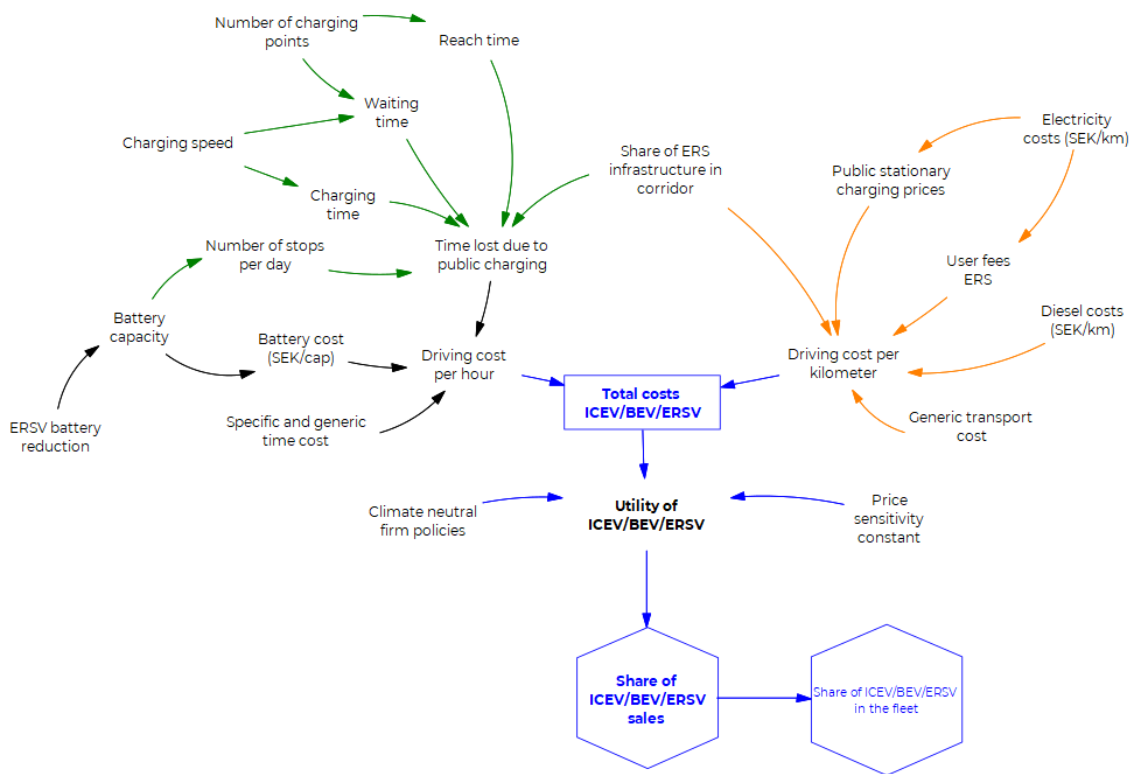 Number of charging
points
Reach time
Waiting
time
Electricity
costs (SEK/km)
Charging speed
Share of ERS
infrastructure in
corridor
Public stationary
charging prices
Charging
time
Number of stops
per day
Time lost due to
public charging
User fees
ERS
Battery
capacity
Battery cost
(SEK/cap)
Driving cost
per hour
Driving cost per
kilometer
Diesel costs
(SEK/km)
Total costs
ICEV/BEV/ERSV
ERSV battery
reduction
Specific and generic
time cost
Generic transport
cost
Climate neutral
firm policies
Utility of
ICEV/BEV/ERSV
Price
sensitivity
constant
Share of
ICEV/BEV/ERSV
sales
Share of ICEV/BEV/ERSV
in the fleet